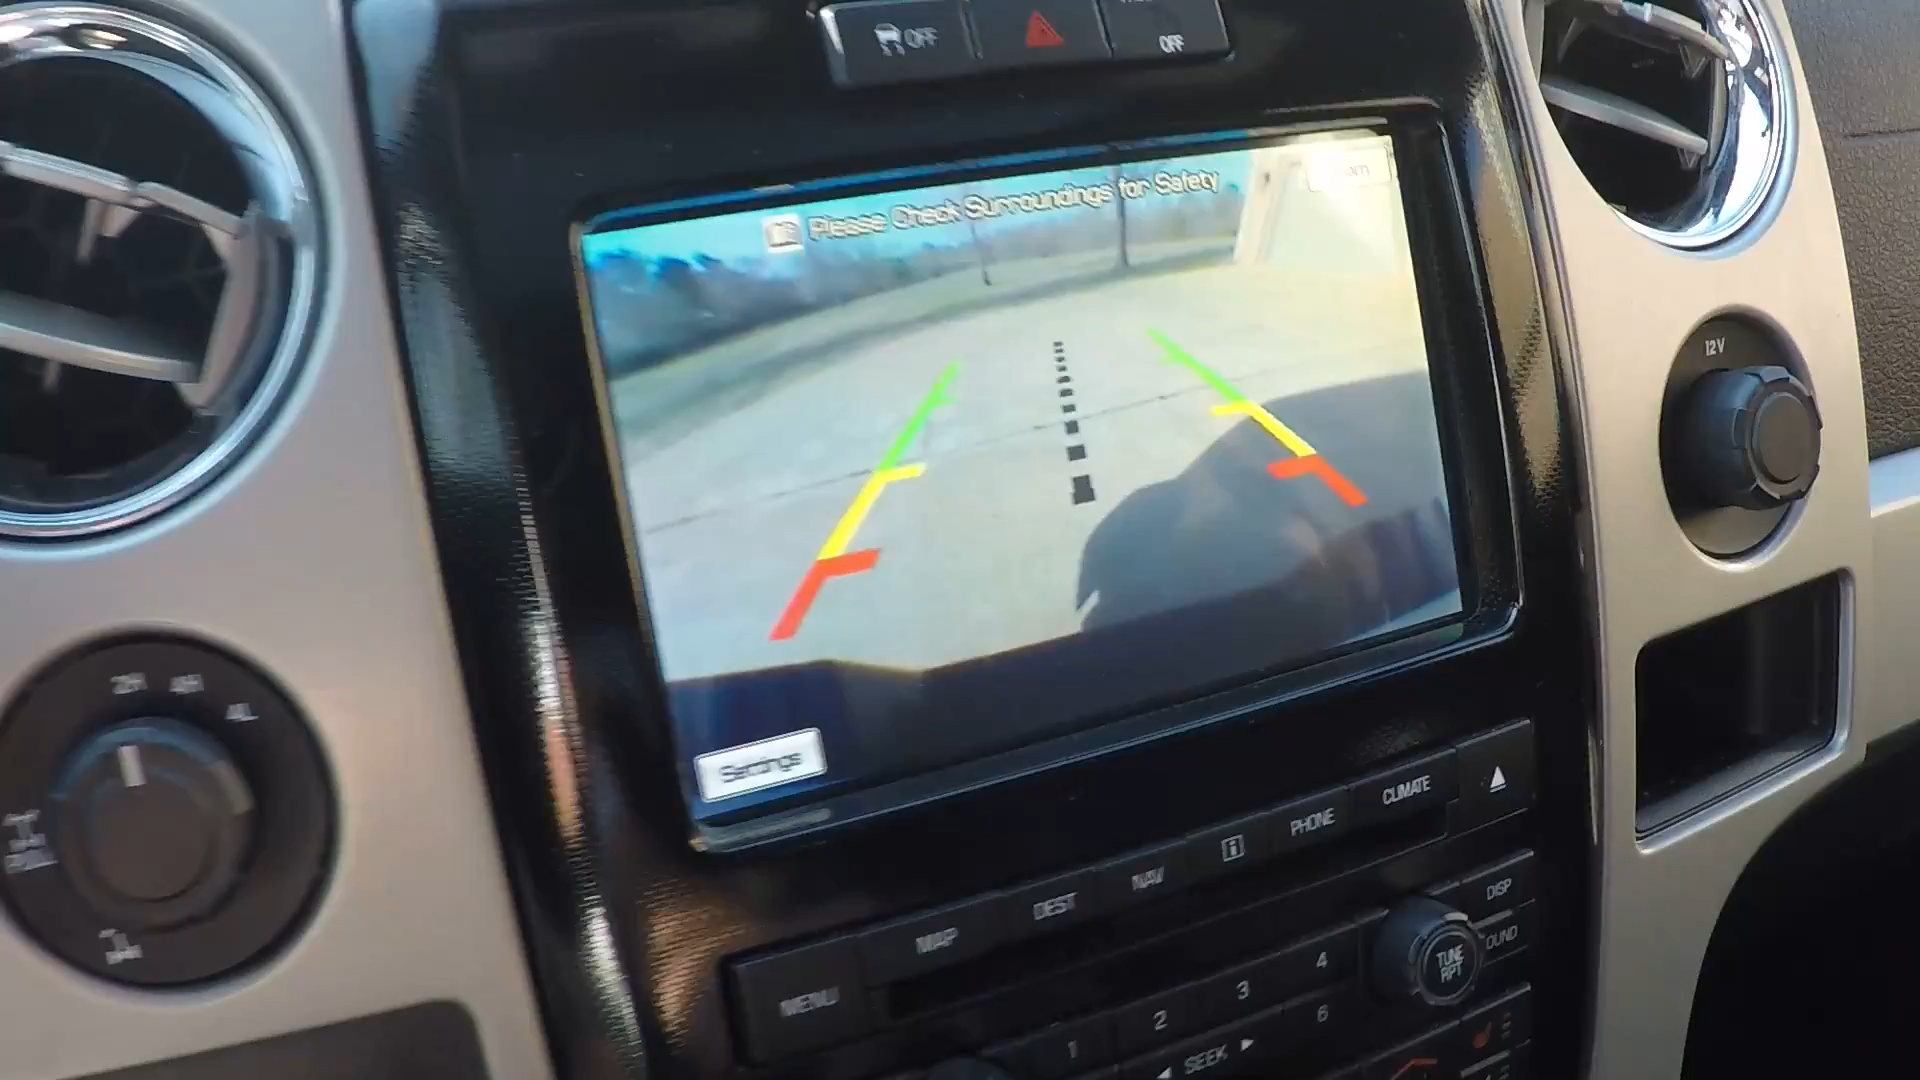 OFF
OFF
Please Check Surroundings for Safety
12V
2H 4H 4L
Settings
CLIMATE
PHONE
NAV
DEST
MAP
MENU
DISP
TUNE
1 2 3 4
6
◄ SEEK ►